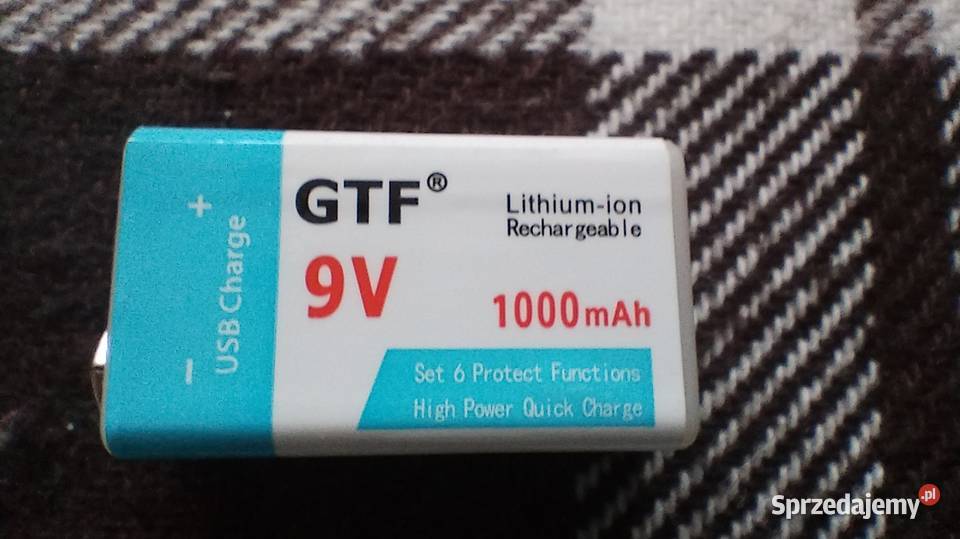 GTF®
Lithium-ion
Rechargeable
9V
1000mAh
Set 6 Protect Functions
High Power Quick Charge
+
USB Charge
-
Sprzedajemy.pl